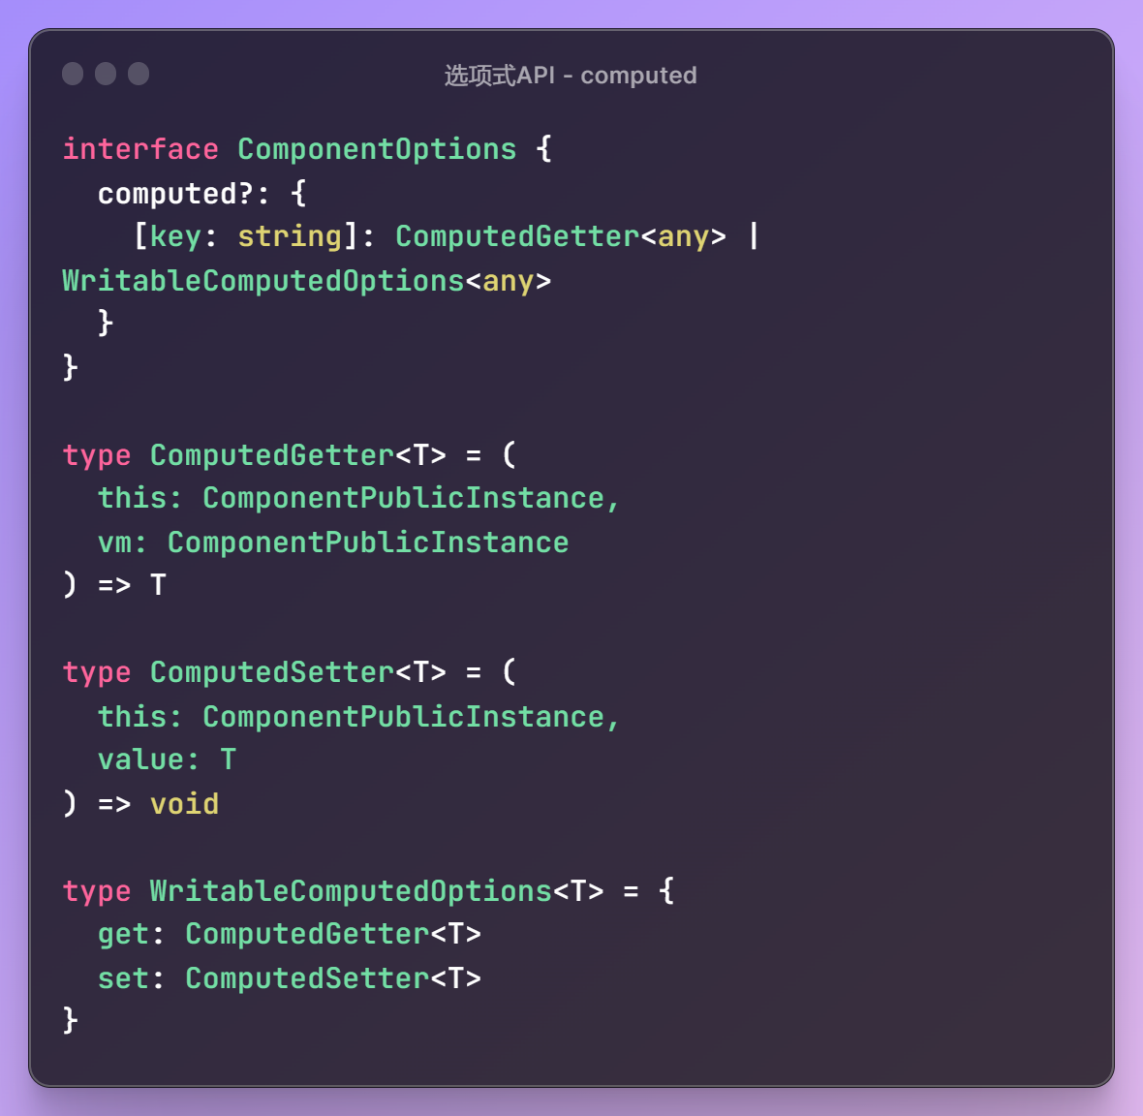 选项式API - computed
interface ComponentOptions {
  computed?: {
    [key: string]: ComputedGetter<any> |
WritableComputedOptions<any>
  }
}

type ComputedGetter<T> = (
  this: ComponentPublicInstance,
  vm: ComponentPublicInstance
) => T

type ComputedSetter<T> = (
  this: ComponentPublicInstance,
  value: T
) => void

type WritableComputedOptions<T> = {
  get: ComputedGetter<T>
  set: ComputedSetter<T>
}